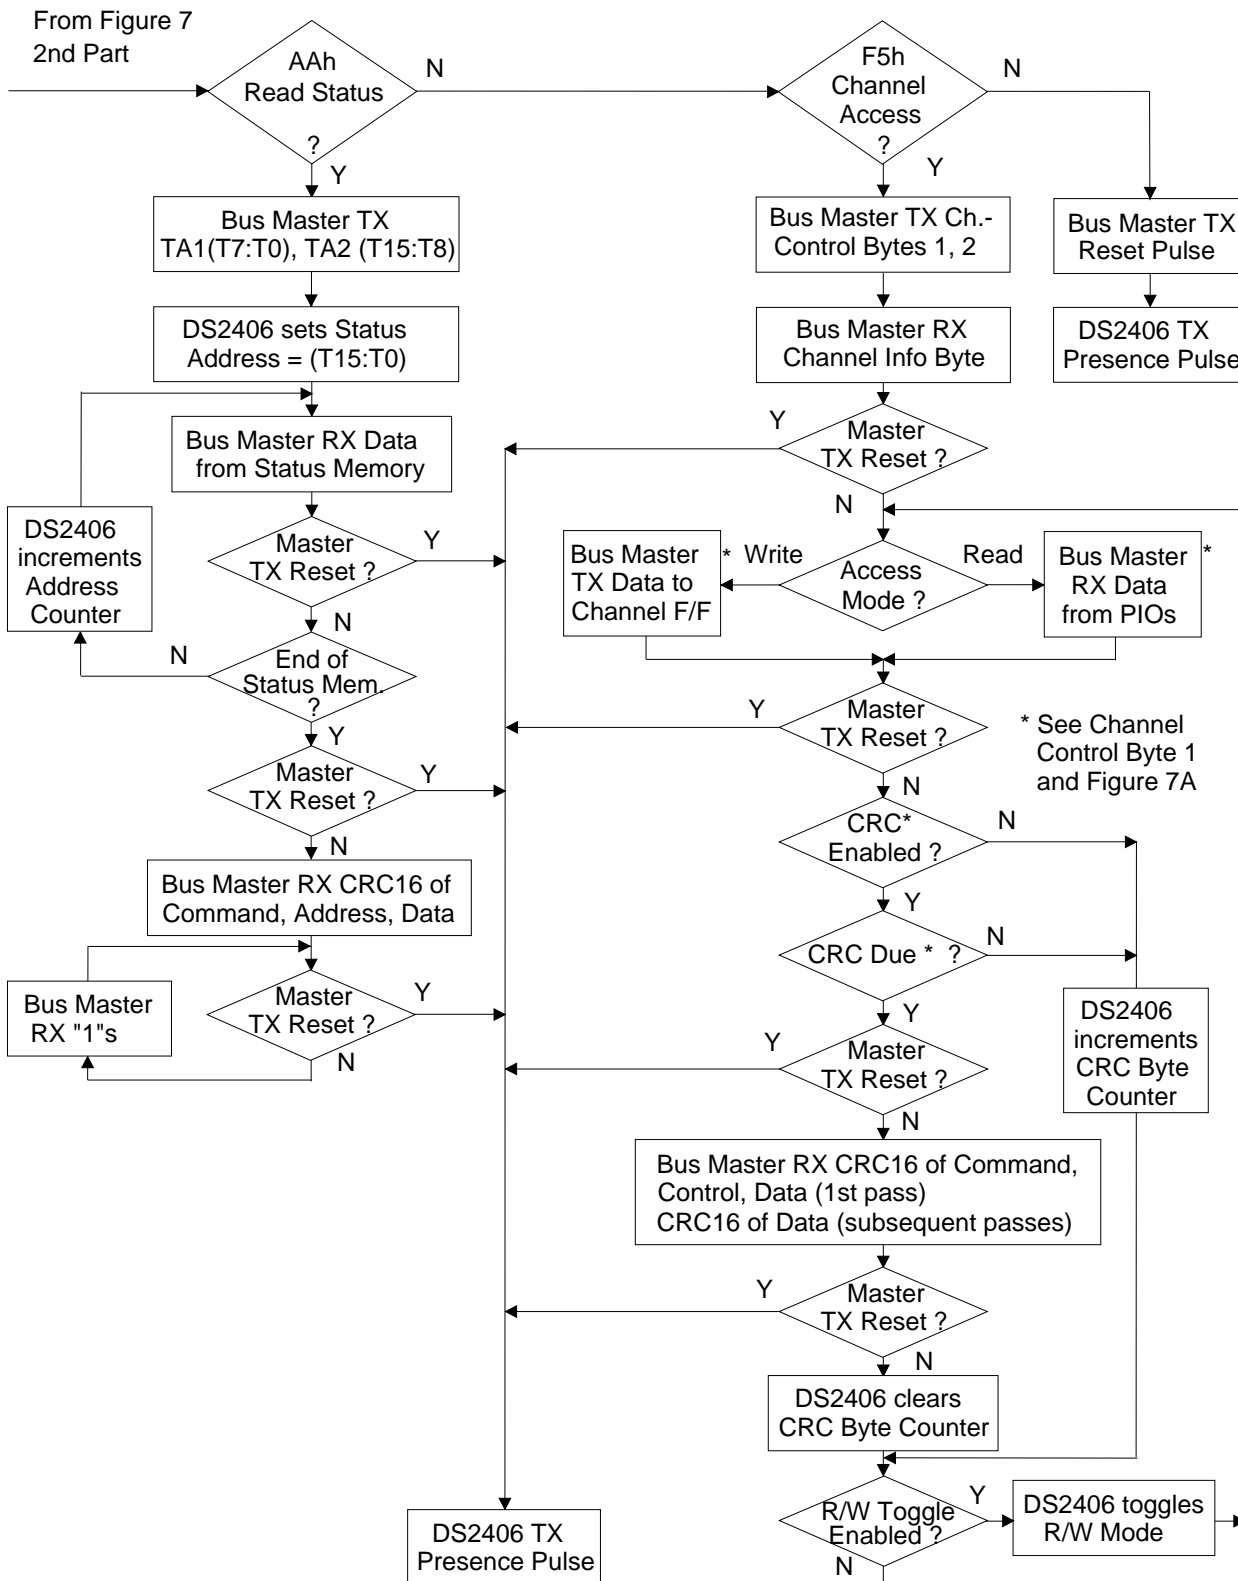 From Figure 7
2nd Part
AAh
Read Status
?
N
Y
F5h
Channel
Access
?
N
Y
Bus Master TX
TA1(T7:T0), TA2 (T15:T8)
Bus Master TX Ch.-
Control Bytes 1, 2
Bus Master TX
Reset Pulse
DS2406 sets Status
Address = (T15:T0)
Bus Master RX
Channel Info Byte
DS2406 TX
Presence Pulse
Bus Master RX Data
from Status Memory
Y
Master
TX Reset ?
N
DS2406
increments
Address
Counter
Master
TX Reset ?
Y
N
Bus Master
TX Data to
Channel F/F
* Write
Access
Mode ?
Read
Bus Master
RX Data
from PIOs
*
N
End of
Status Mem.
?
Y
Y
Master
TX Reset ?
N
* See Channel
Control Byte 1
and Figure 7A
Master
TX Reset ?
Y
N
CRC*
Enabled ?
N
Y
Bus Master RX CRC16 of
Command, Address, Data
CRC Due * ?
N
Y
Bus Master
RX "1"s
Master
TX Reset ?
Y
N
Y
Master
TX Reset ?
N
DS2406
increments
CRC Byte
Counter
Bus Master RX CRC16 of Command,
Control, Data (1st pass)
CRC16 of Data (subsequent passes)
Y
Master
TX Reset ?
N
DS2406 clears
CRC Byte Counter
R/W Toggle
Enabled ?
Y
N
DS2406 toggles
R/W Mode
DS2406 TX
Presence Pulse